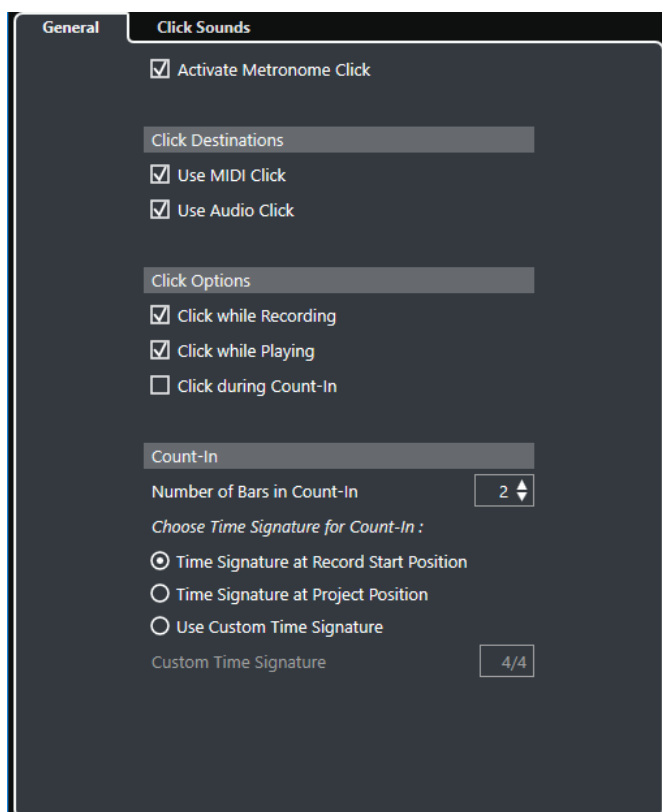 General Click Sounds
Activate Metronome Click
Click Destinations
Use MIDI Click
Use Audio Click
Click Options
Click while Recording
Click while Playing
Click during Count-In
Count-In
Number of Bars in Count-In 2
Choose Time Signature for Count-In :
Time Signature at Record Start Position
Time Signature at Project Position
Use Custom Time Signature
Custom Time Signature 4/4